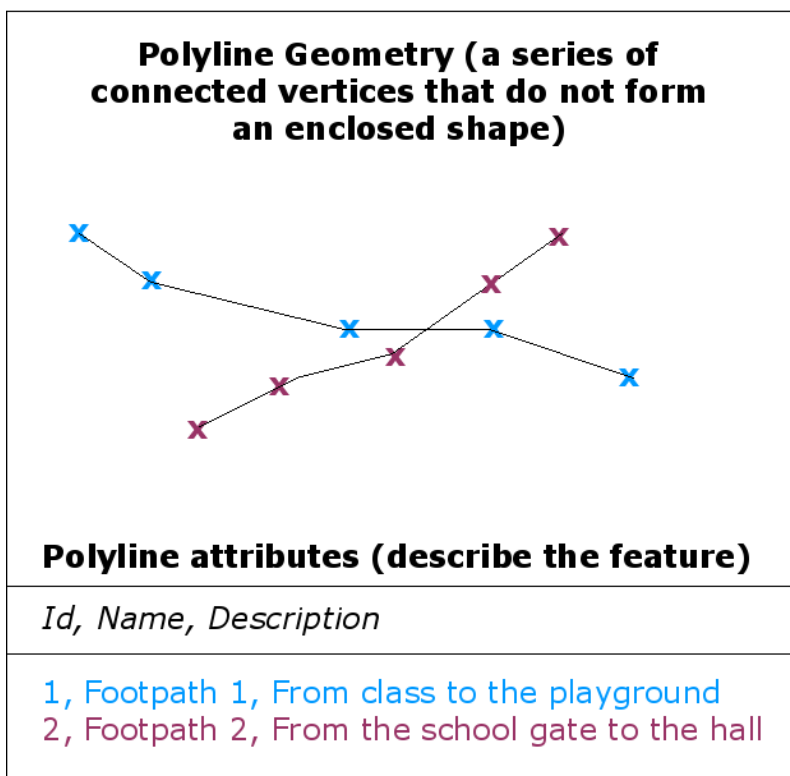 Polyline Geometry (a series of
connected vertices that do not form
an enclosed shape)
Polyline attributes (describe the feature)
Id, Name, Description
1, Footpath 1, From class to the playground
2, Footpath 2, From the school gate to the hall